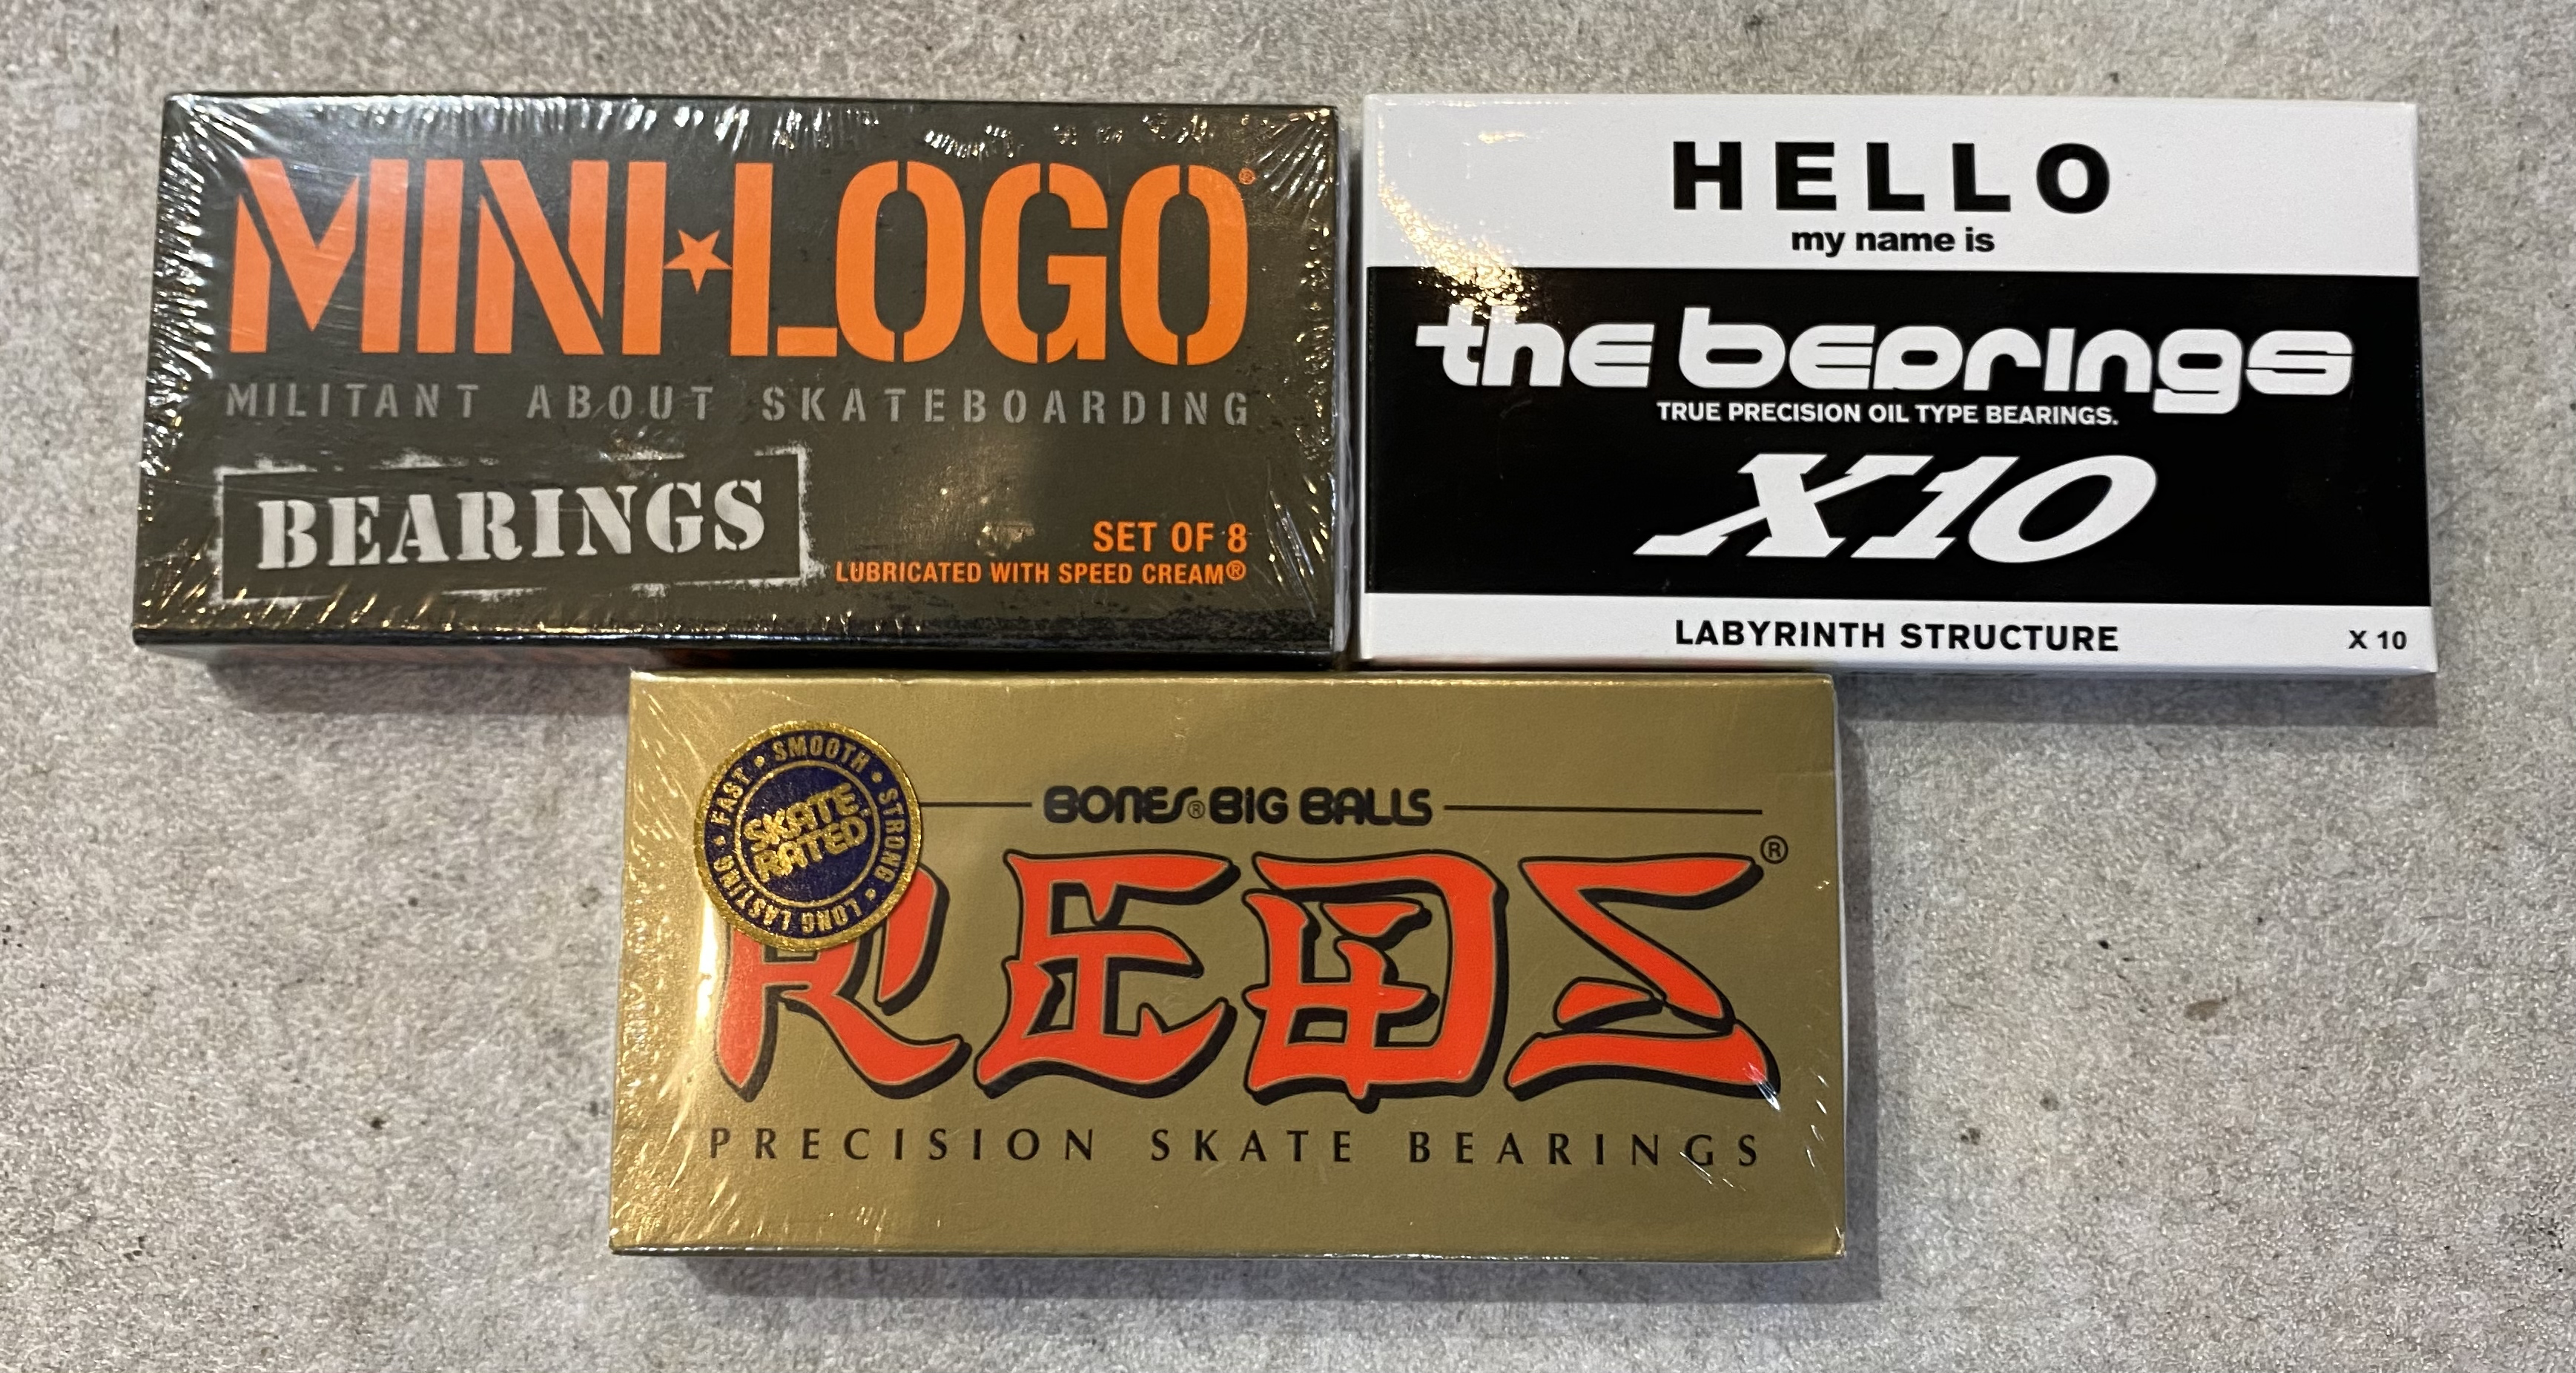 MINI★LOGO®
MILITANT ABOUT SKATEBOARDING
BEARINGS
SET OF 8
LUBRICATED WITH SPEED CREAM®
HELLO
my name is
the bearings
TRUE PRECISION OIL TYPE BEARINGS.
X10
LABYRINTH STRUCTURE
X 10
BONES® BIG BALLS
REDS®
PRECISION SKATE BEARINGS
FAST • SMOOTH • STRONG • LONG LASTING •
SKATE
RATED